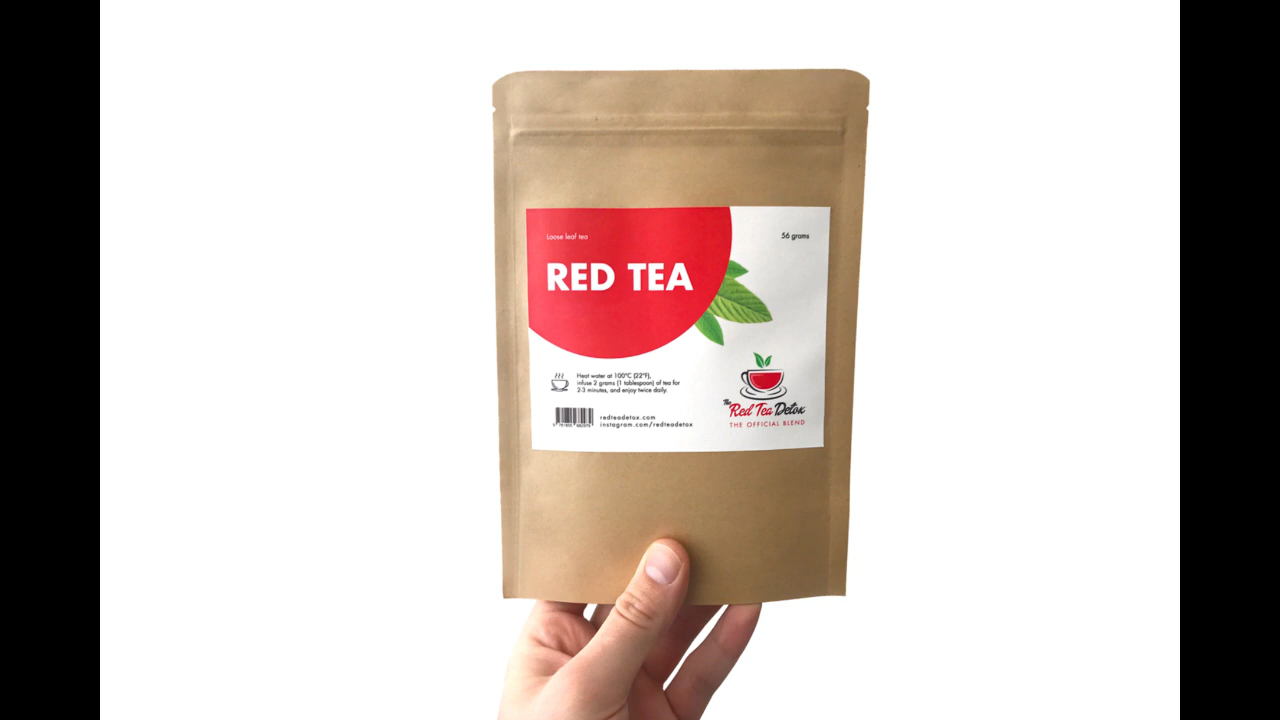 Loose leaf tea
56 grams
RED TEA
Heat water at 100°C (22°F),
infuse 2 grams (1 tablespoon) of tea for
2-3 minutes, and enjoy twice daily.
redteadetox.com
instagram.com/redteadetox
The Red Tea Detox
THE OFFICIAL BLEND